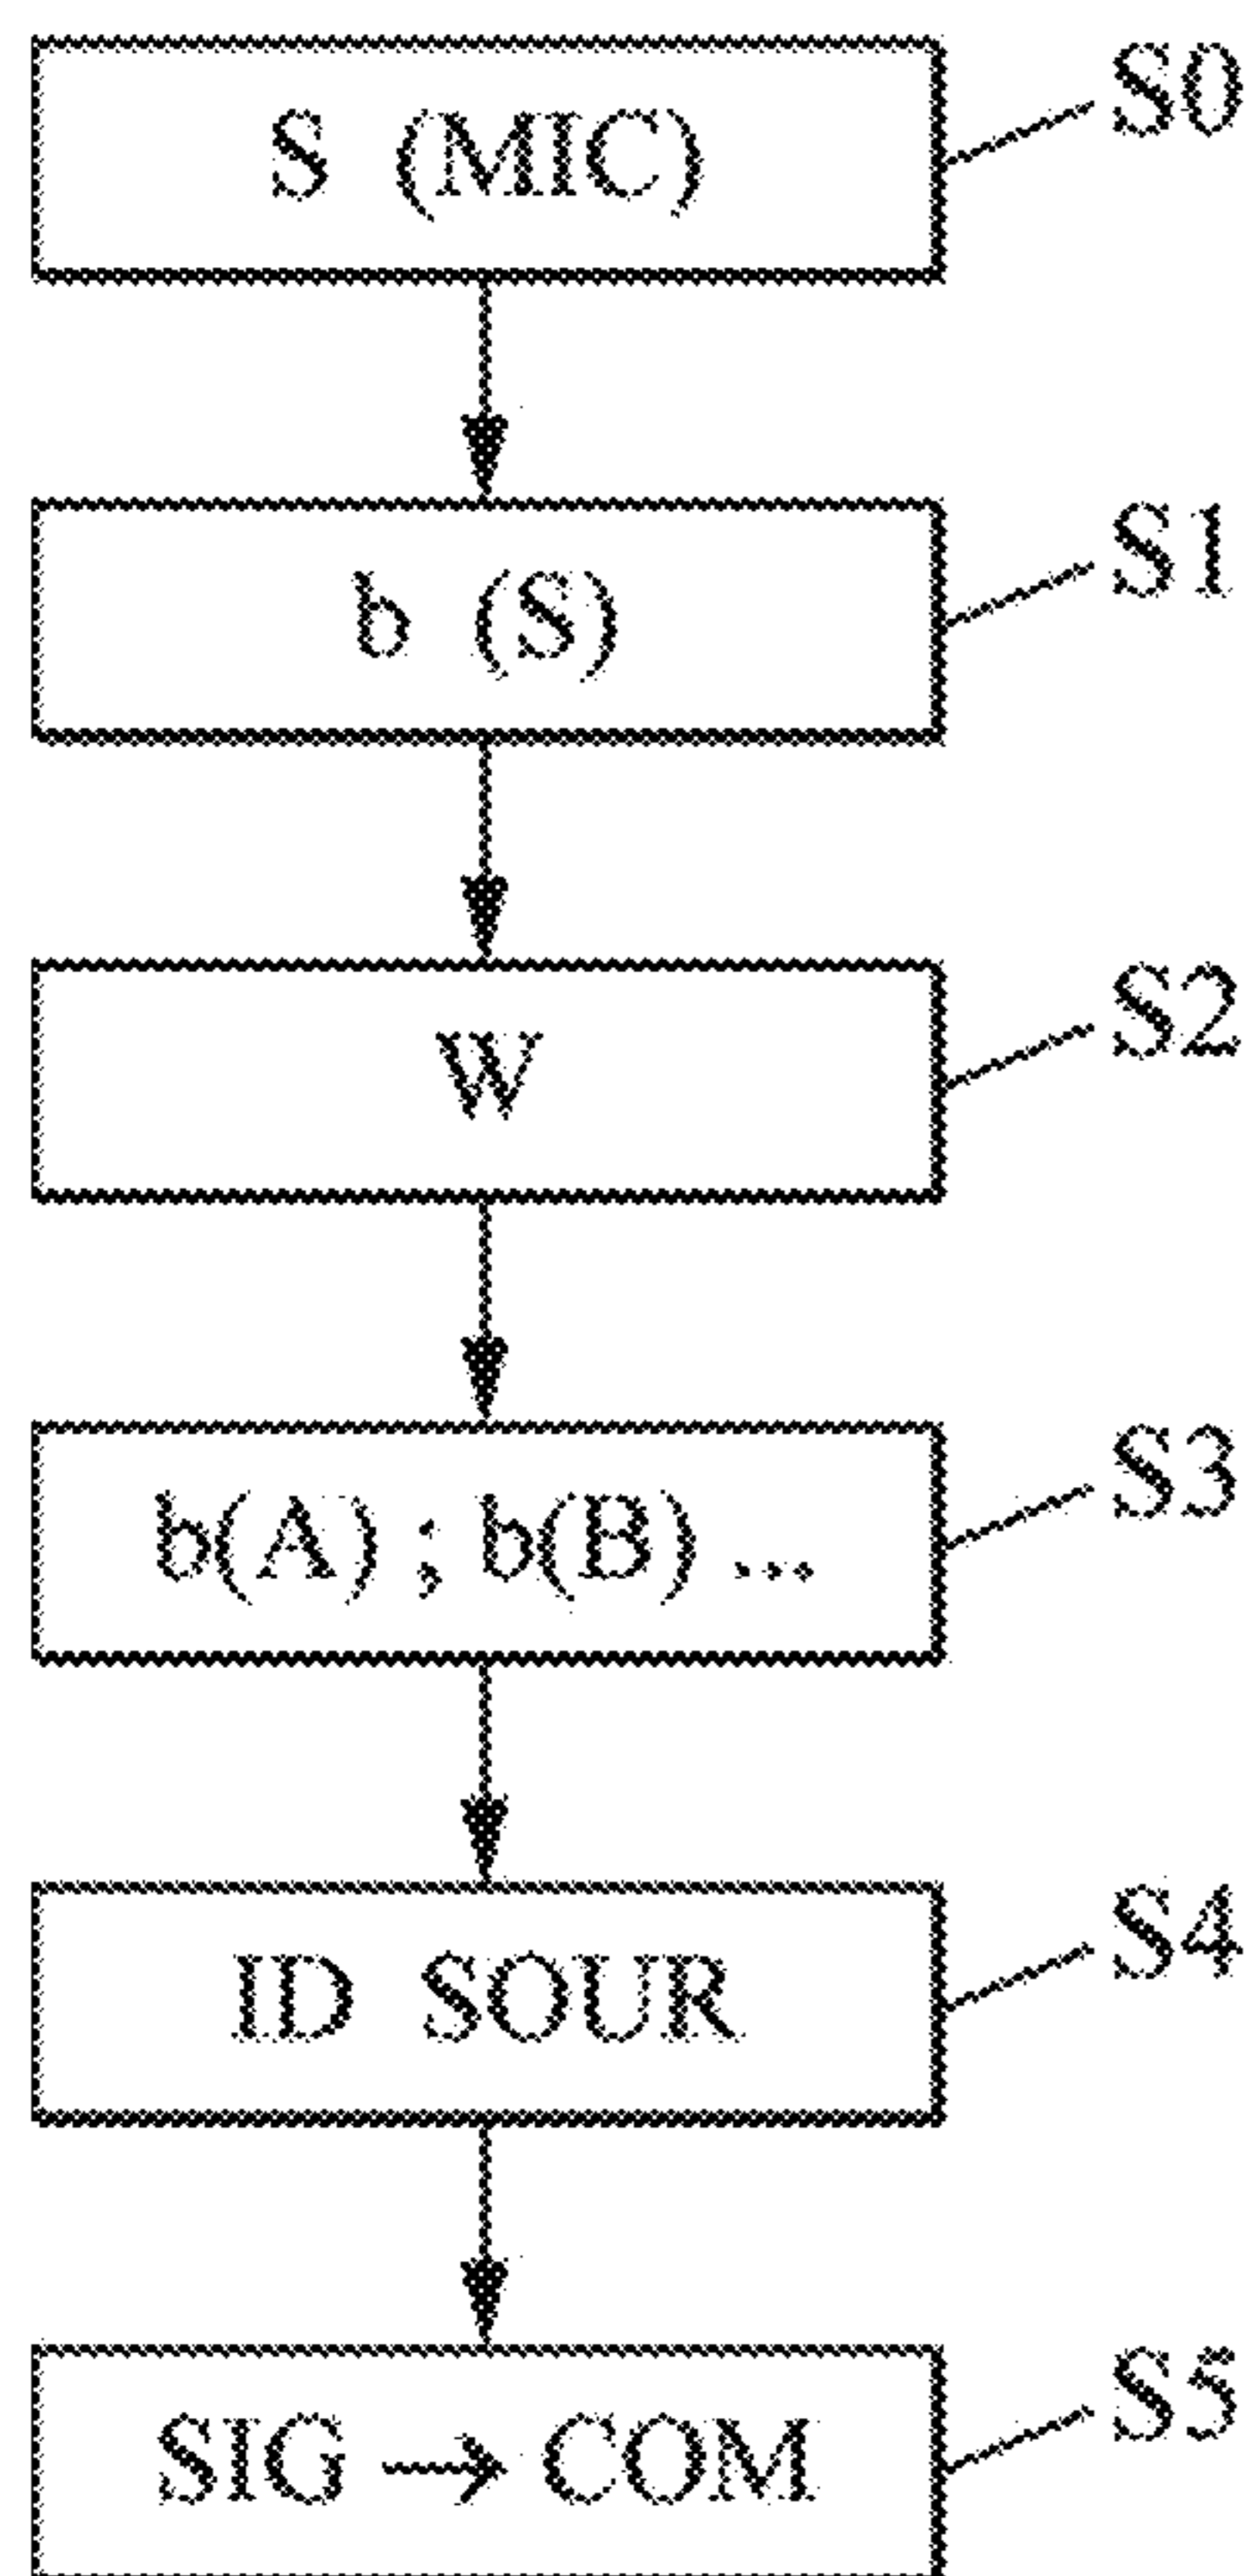 S (MIC) S0
b (S) S1
W S2
b(A) ; b(B) ... S3
ID SOUR S4
SIG → COM S5